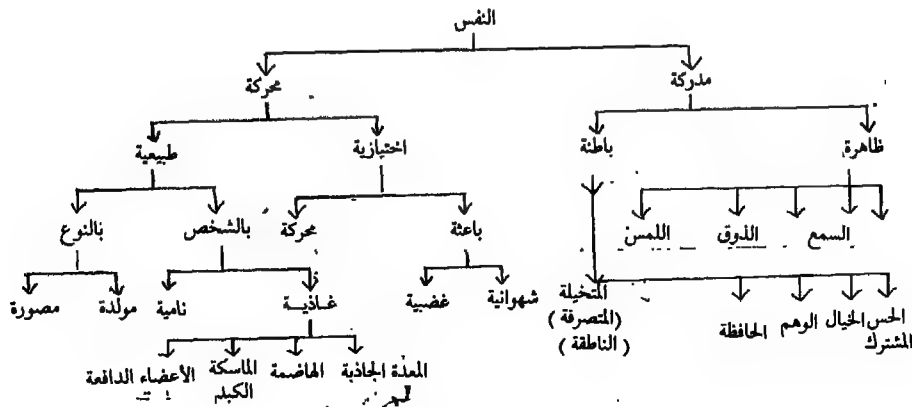 النفس
مدركة
محركة
ظاهرة
باطنة
اختيارية
طبيعية
السمع
الذوق
اللمس
باعثة
محركة
بالشخص
بالنوع
شهوانية
غضبية
غاذية
نامية
مولدة
مصورة
الحس المشترك
الخيال
الوهم
الحافظة
المتخيلة
(المتصرفة)
(الناطقة)
المعدة الجاذبة
الهاضمة
الماسكة
الكبد
الأعضاء الدافعة